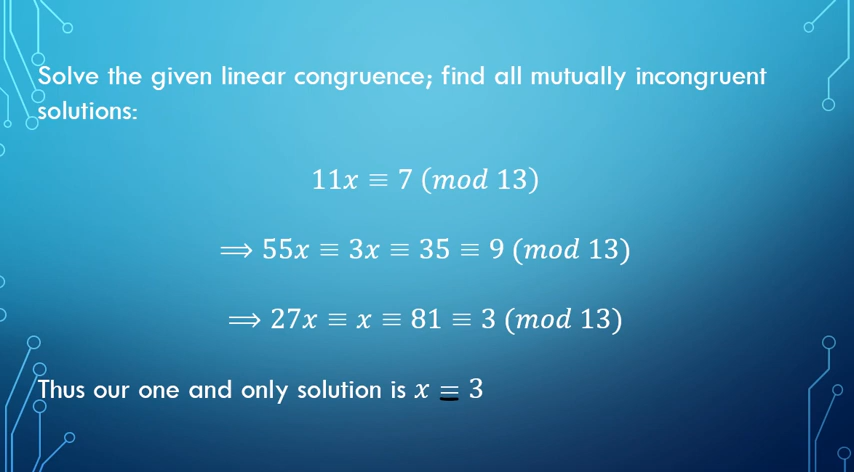 Solve the given linear congruence; find all mutually incongruent
solutions:
11x ≡ 7 (mod 13)
⟹ 55x ≡ 3x ≡ 35 ≡ 9 (mod 13)
⟹ 27x ≡ x ≡ 81 ≡ 3 (mod 13)
Thus our one and only solution is x ≡ 3